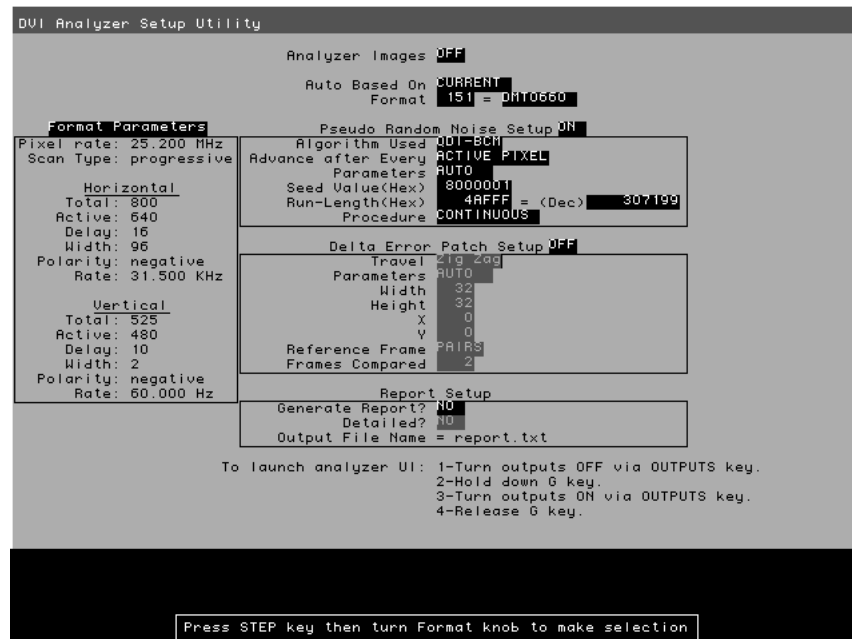 DVI Analyzer Setup Utility
Analyzer Images OFF
Auto Based On CURRENT
Format 151 = DMT0660
Format Parameters
Pixel rate: 25.200 MHz
Scan Type: progressive
Horizontal
Total: 800
Active: 640
Delay: 16
Width: 96
Polarity: negative
Rate: 31.500 KHz
Vertical
Total: 525
Active: 480
Delay: 10
Width: 2
Polarity: negative
Rate: 60.000 Hz
Pseudo Random Noise Setup ON
Algorithm Used QDI-BCM
Advance after Every ACTIVE PIXEL
Parameters AUTO
Seed Value(Hex) 8000001
Run-Length(Hex) 4AFFF = (Dec) 307199
Procedure CONTINUOUS
Delta Error Patch Setup OFF
Travel Zig Zag
Parameters AUTO
Width 32
Height 32
X 0
Y 0
Reference Frame PAIRS
Frames Compared 2
Report Setup
Generate Report? NO
Detailed? NO
Output File Name = report.txt
To launch analyzer UI: 1-Turn outputs OFF via OUTPUTS key.
2-Hold down G key.
3-Turn outputs ON via OUTPUTS key.
4-Release G key.
Press STEP key then turn Format knob to make selection